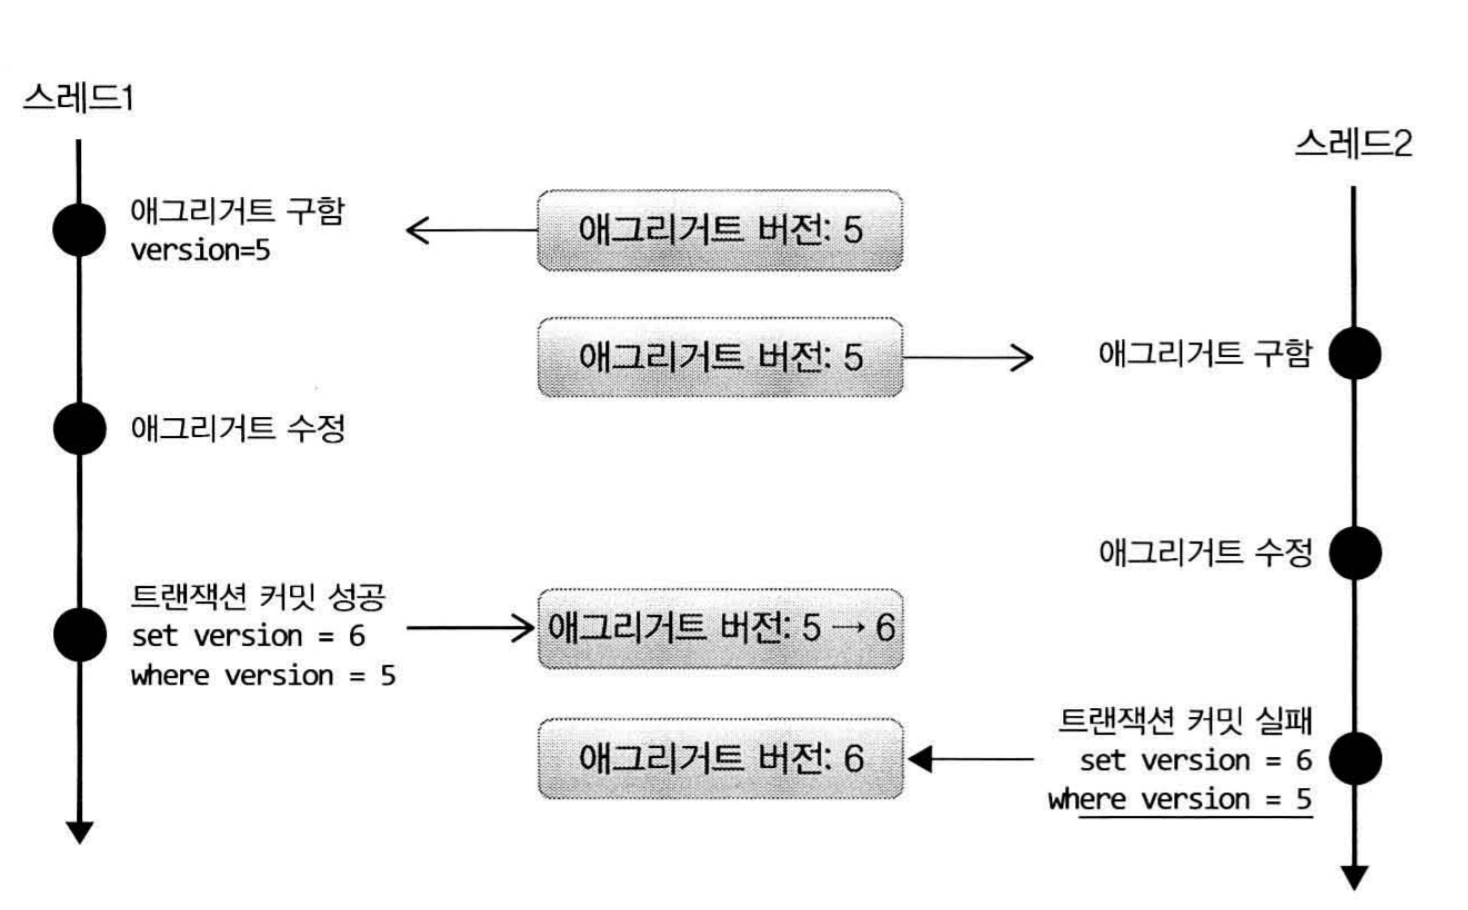 스레드1
스레드2
애그리거트 구함
version=5
애그리거트 버전: 5
애그리거트 버전: 5
애그리거트 구함
애그리거트 수정
애그리거트 수정
트랜잭션 커밋 성공
set version = 6
where version = 5
애그리거트 버전: 5 → 6
애그리거트 버전: 6
트랜잭션 커밋 실패
set version = 6
where version = 5